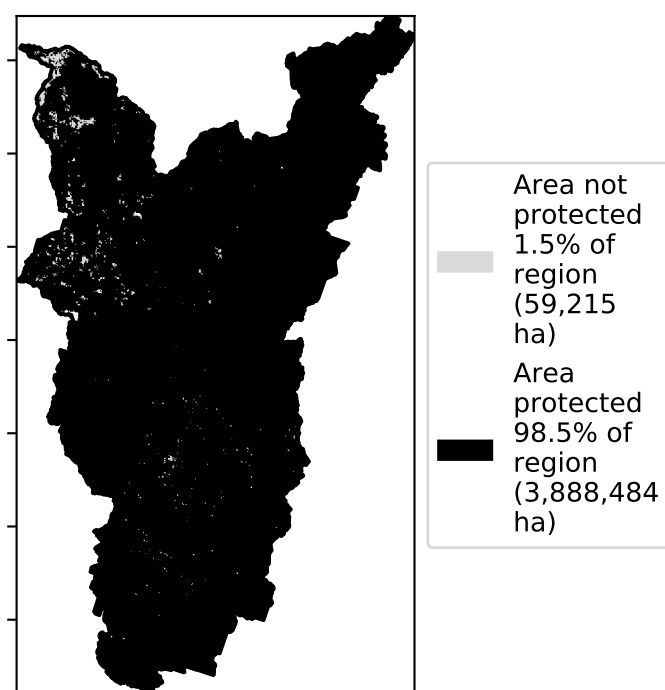 Area not
protected
1.5% of
region
(59,215
ha)
Area
protected
98.5% of
region
(3,888,484
ha)